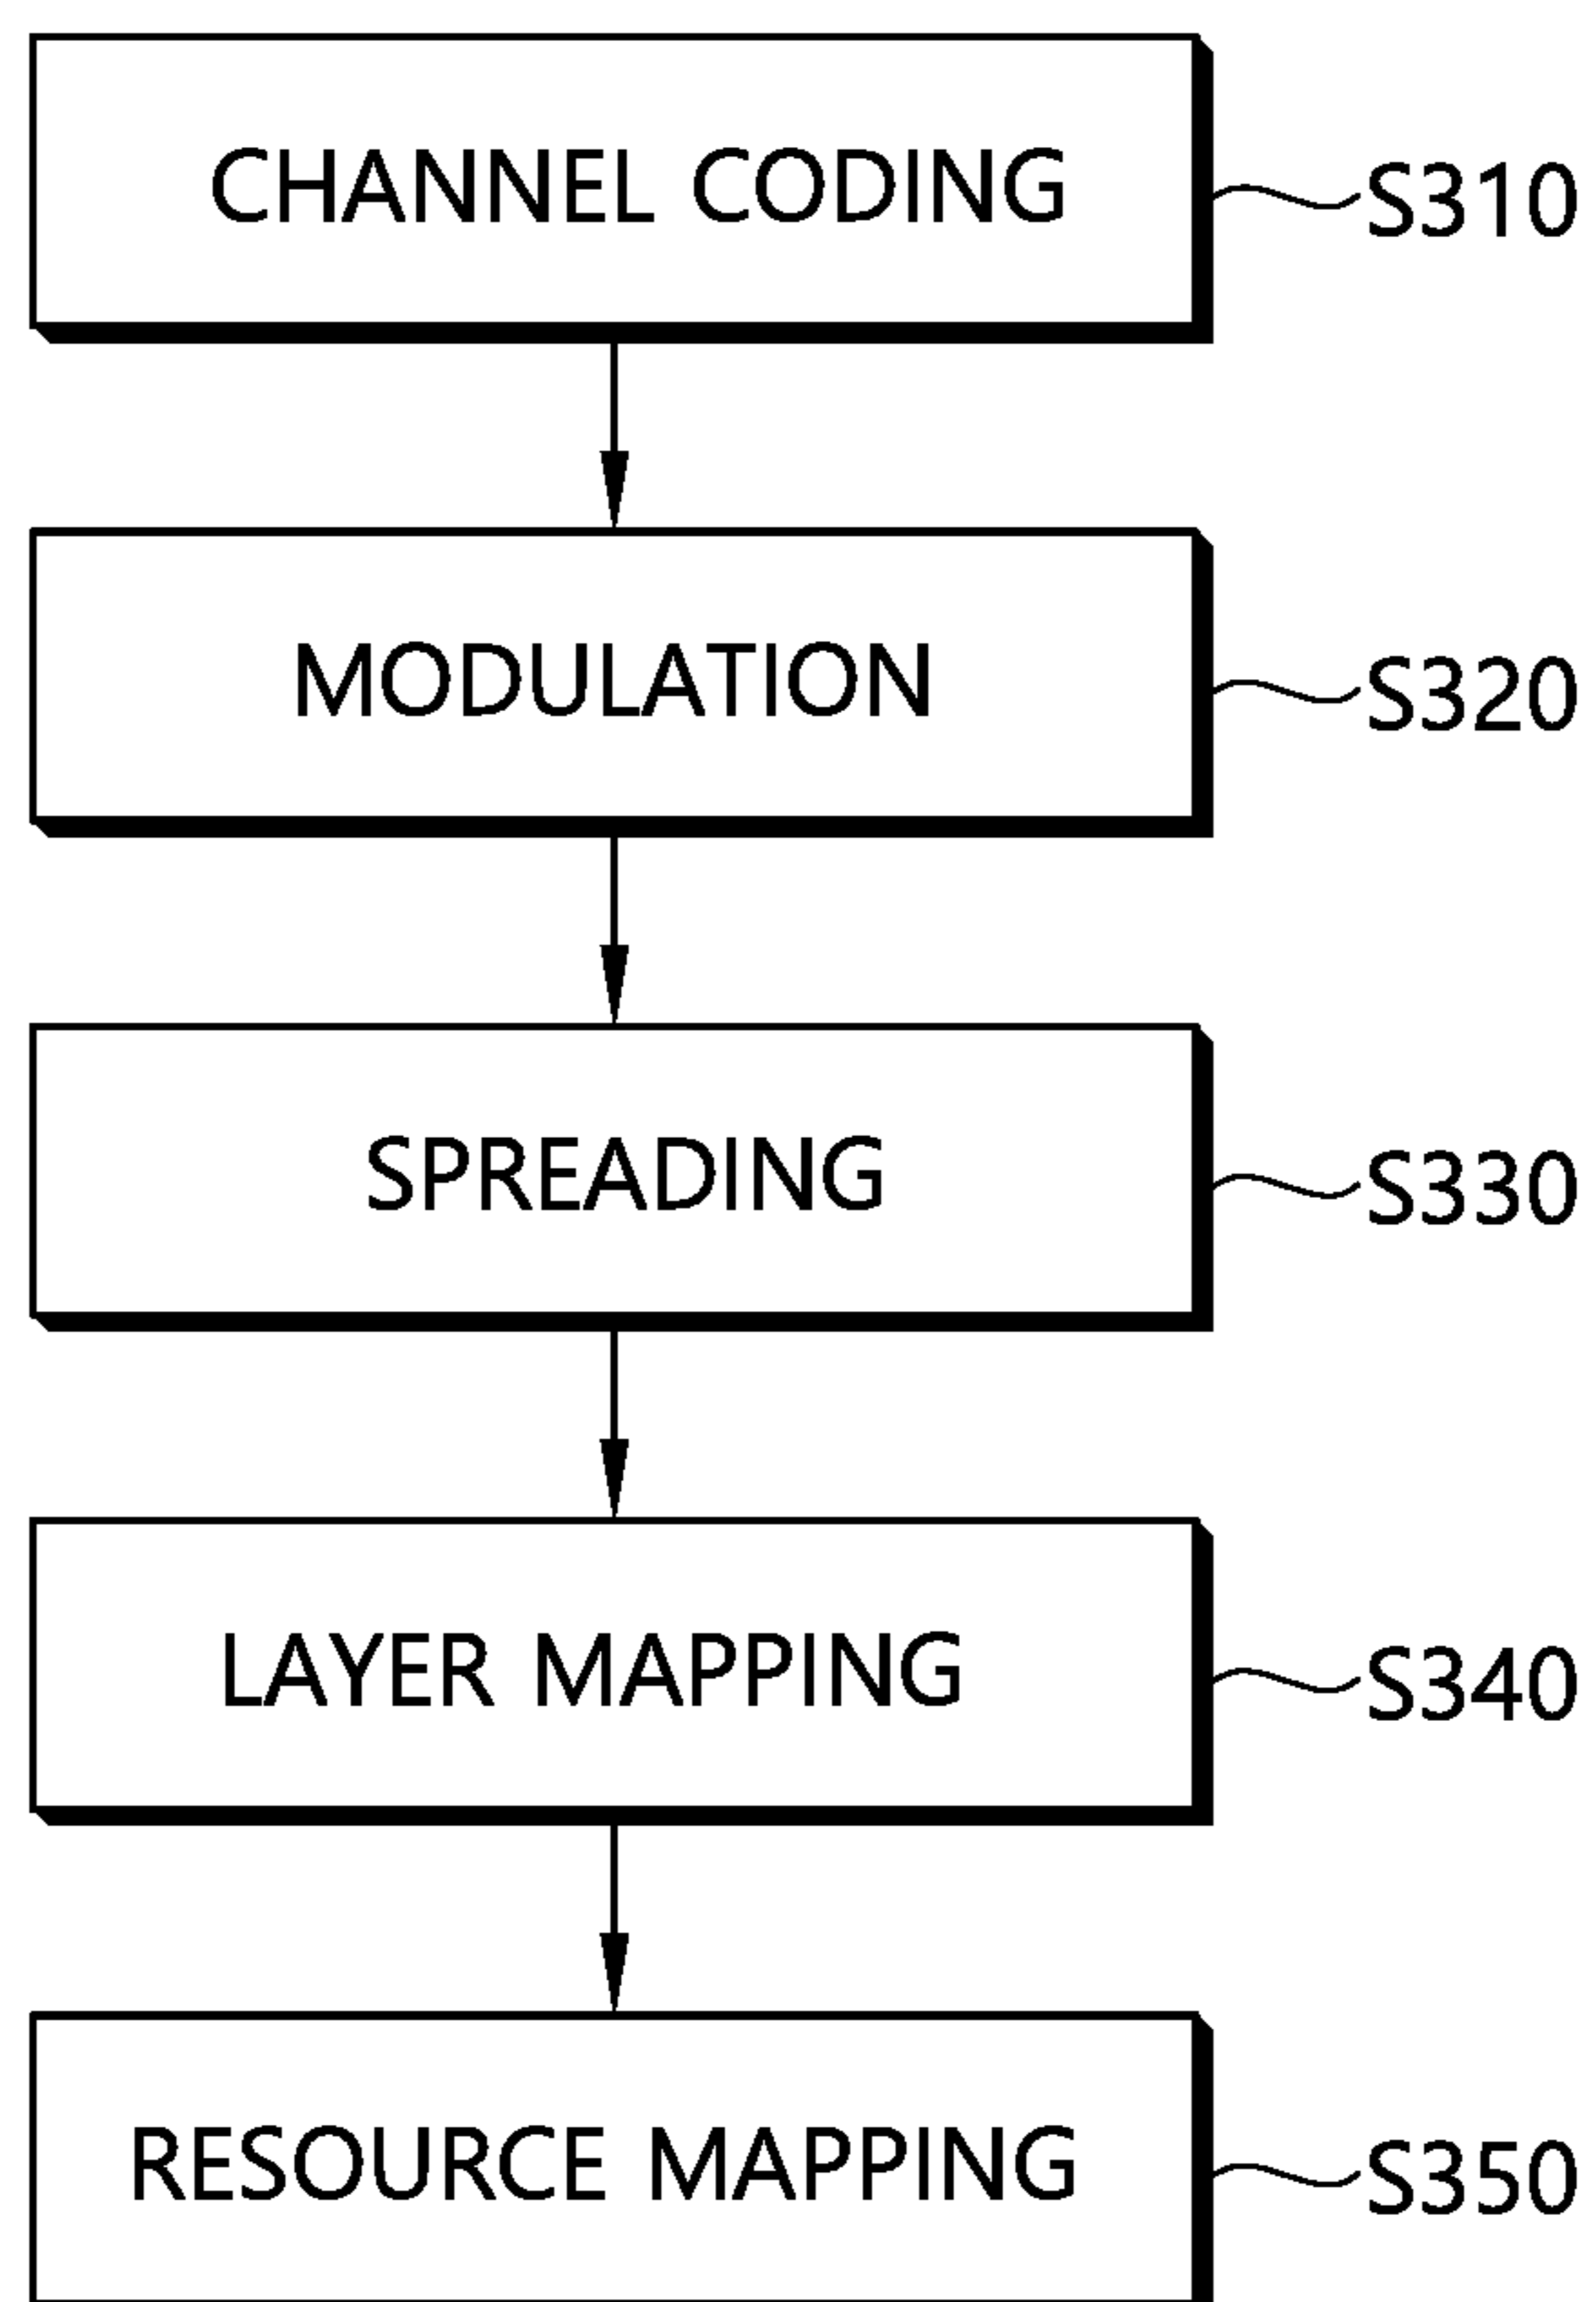 CHANNEL CODING
S310
MODULATION
S320
SPREADING
S330
LAYER MAPPING
S340
RESOURCE MAPPING
S350